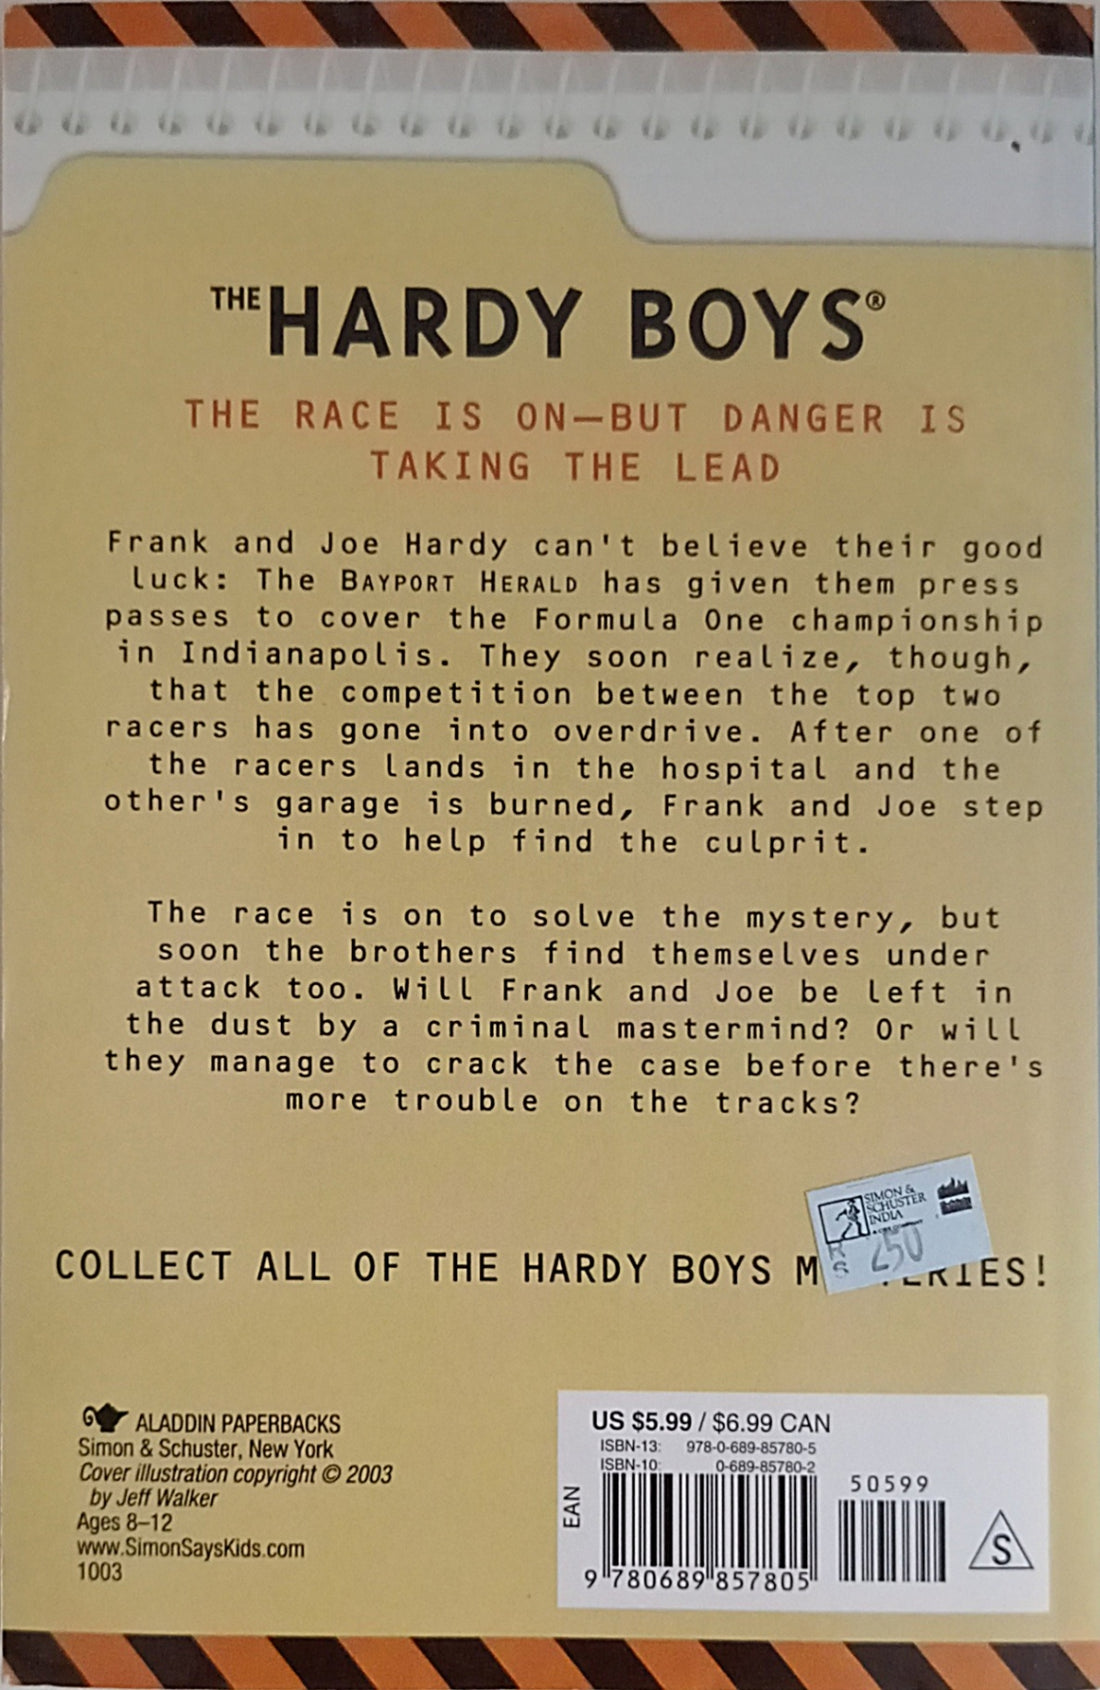 THE HARDY BOYS®
THE RACE IS ON—BUT DANGER IS
TAKING THE LEAD
Frank and Joe Hardy can't believe their good
luck: The BAYPORT HERALD has given them press
passes to cover the Formula One championship
in Indianapolis. They soon realize, though,
that the competition between the top two
racers has gone into overdrive. After one of
the racers lands in the hospital and the
other's garage is burned, Frank and Joe step
in to help find the culprit.
The race is on to solve the mystery, but
soon the brothers find themselves under
attack too. Will Frank and Joe be left in
the dust by a criminal mastermind? Or will
they manage to crack the case before there's
more trouble on the tracks?
SIMON &
SCHUSTER
INDIA
RS 250
COLLECT ALL OF THE HARDY BOYS
ALADDIN PAPERBACKS
Simon & Schuster, New York
Cover illustration copyright © 2003
by Jeff Walker
Ages 8–12
www.SimonSaysKids.com
1003
US $5.99 / $6.99 CAN
ISBN-13: 978-0-689-85780-5
ISBN-10: 0-689-85780-2
50599
EAN
9 780689 857805
S